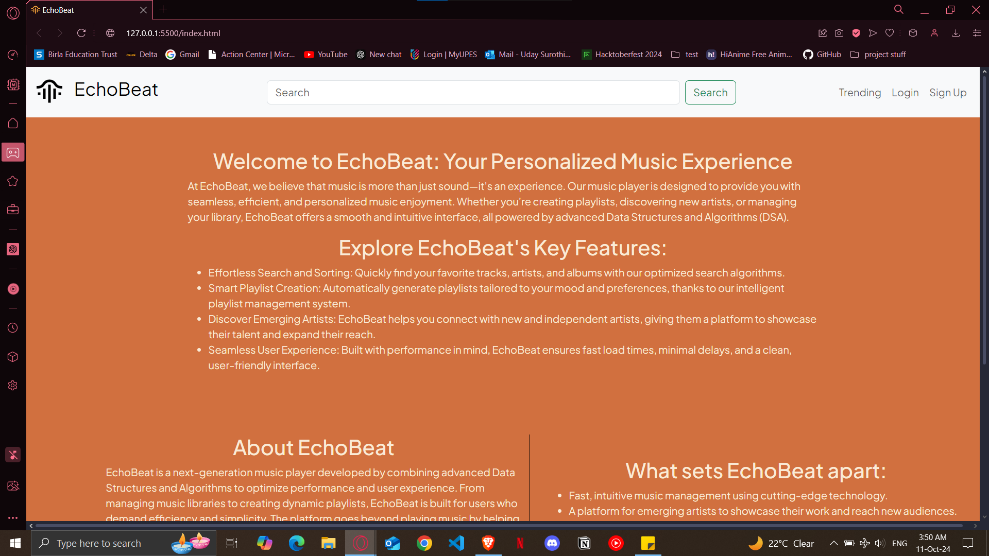 EchoBeat
127.0.0.1:5500/index.html
Birla Education Trust
Delta
Gmail
Action Center | Micr...
YouTube
New chat
Login | MyUPES
Mail - Uday Surothi...
Hacktoberfest 2024
test
HiAnime Free Anim...
GitHub
project stuff
EchoBeat
Search
Search
Trending
Login
Sign Up
Welcome to EchoBeat: Your Personalized Music Experience
At EchoBeat, we believe that music is more than just sound—it's an experience. Our music player is designed to provide you with
seamless, efficient, and personalized music enjoyment. Whether you're creating playlists, discovering new artists, or managing
your library, EchoBeat offers a smooth and intuitive interface, all powered by advanced Data Structures and Algorithms (DSA).
Explore EchoBeat's Key Features:
• Effortless Search and Sorting: Quickly find your favorite tracks, artists, and albums with our optimized search algorithms.
• Smart Playlist Creation: Automatically generate playlists tailored to your mood and preferences, thanks to our intelligent
playlist management system.
• Discover Emerging Artists: EchoBeat helps you connect with new and independent artists, giving them a platform to showcase
their talent and expand their reach.
• Seamless User Experience: Built with performance in mind, EchoBeat ensures fast load times, minimal delays, and a clean,
user-friendly interface.
About EchoBeat
EchoBeat is a next-generation music player developed by combining advanced Data
Structures and Algorithms to optimize performance and user experience. From
managing music libraries to creating dynamic playlists, EchoBeat is built for users who
demand efficiency and simplicity. The platform goes beyond playing music by helping
What sets EchoBeat apart:
• Fast, intuitive music management using cutting-edge technology.
• A platform for emerging artists to showcase their work and reach new audiences.
Type here to search
22°C Clear
ENG
3:50 AM
11-Oct-24